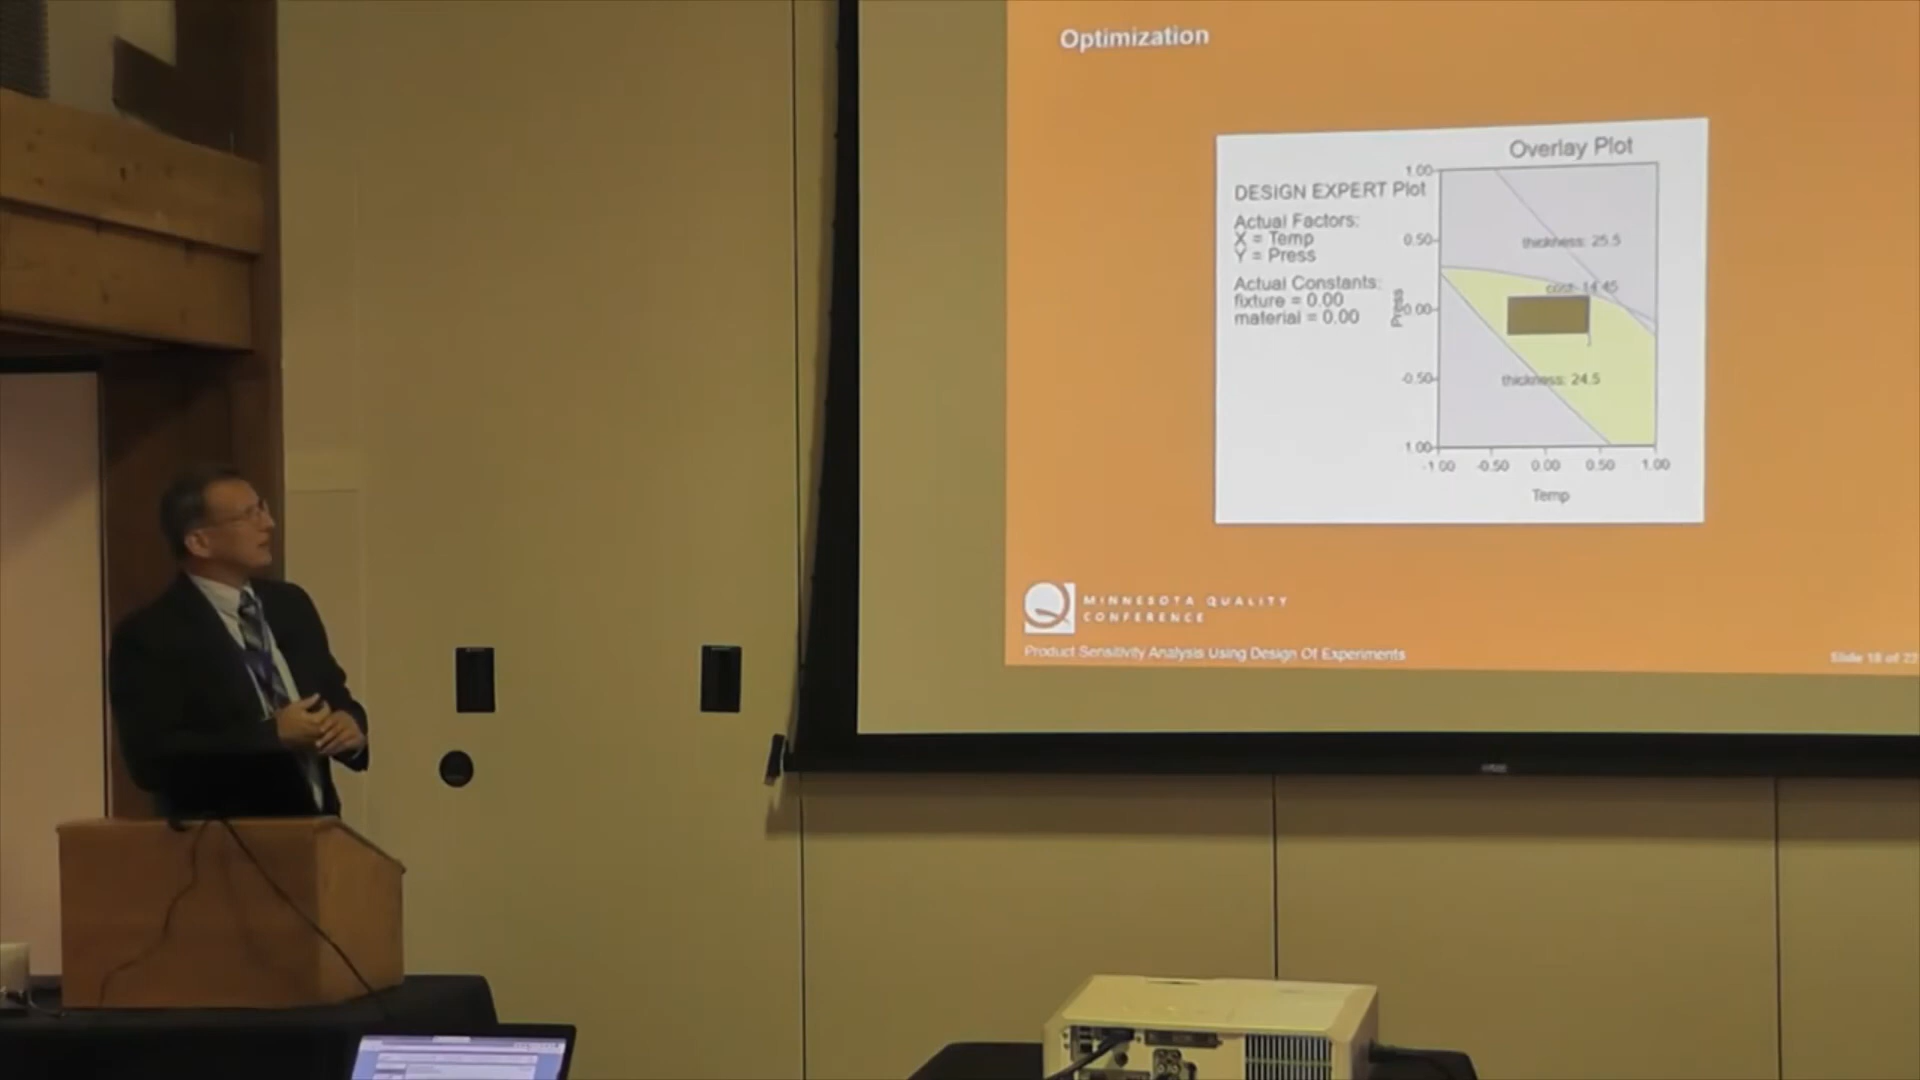 Optimization
Overlay Plot
DESIGN EXPERT Plot
Actual Factors:
X = Temp
Y = Press
Actual Constants:
fixture = 0.00
material = 0.00
1.00
0.50
0.00
-0.50
1.00
Press
thickness: 25.5
cost: 14.45
thickness: 24.5
-1.00 -0.50 0.00 0.50 1.00
Temp
MINNESOTA QUALITY
CONFERENCE
Product Sensitivity Analysis Using Design Of Experiments
Slide 18 of 22